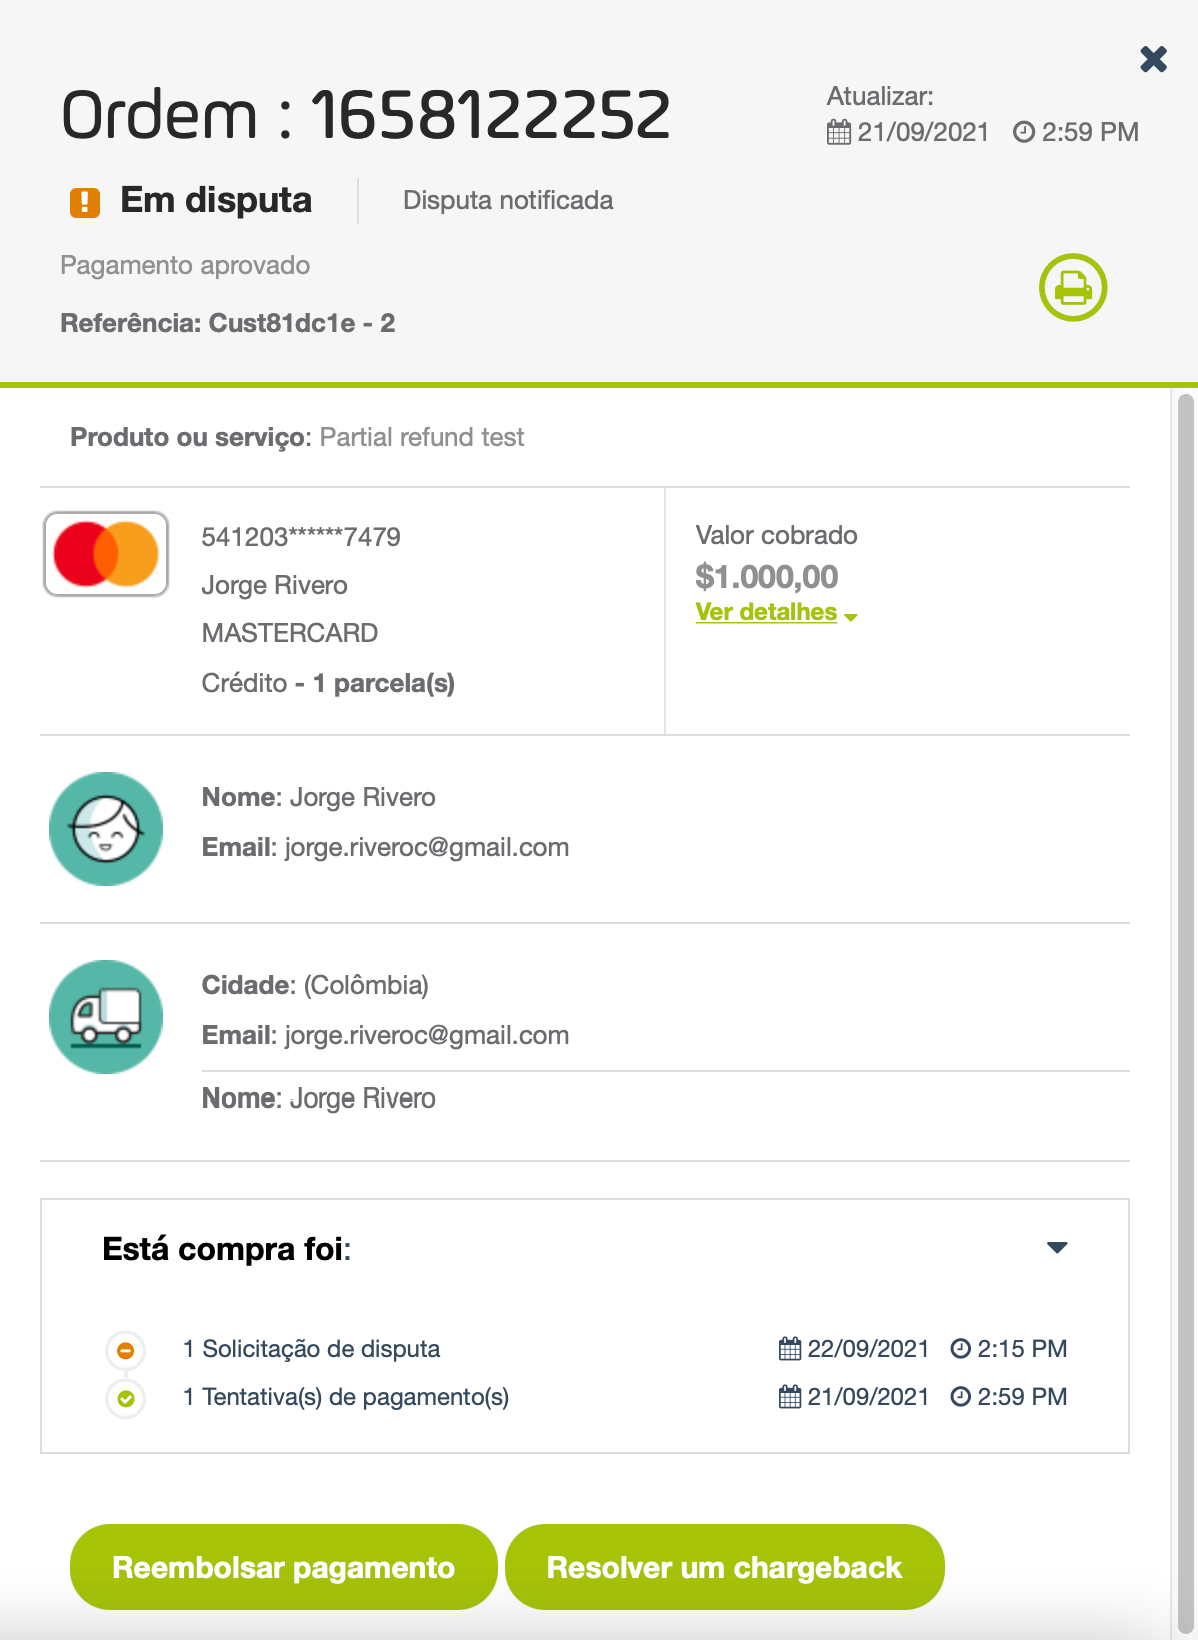 Ordem : 1658122252
Atualizar:
21/09/2021 2:59 PM
Em disputa
Disputa notificada
Pagamento aprovado
Referência: Cust81dc1e - 2
Produto ou serviço: Partial refund test
541203******7479
Jorge Rivero
MASTERCARD
Crédito - 1 parcela(s)
Valor cobrado
$1.000,00
Ver detalhes
Nome: Jorge Rivero
Email: jorge.riveroc@gmail.com
Cidade: (Colômbia)
Email: jorge.riveroc@gmail.com
Nome: Jorge Rivero
Está compra foi:
1 Solicitação de disputa 22/09/2021 2:15 PM
1 Tentativa(s) de pagamento(s) 21/09/2021 2:59 PM
Reembolsar pagamento
Resolver um chargeback